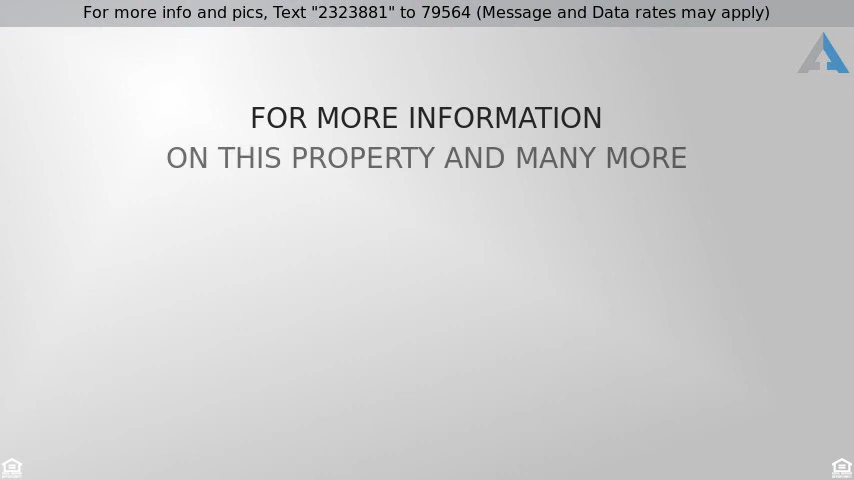 For more info and pics, Text "2323881" to 79564 (Message and Data rates may apply)
FOR MORE INFORMATION
ON THIS PROPERTY AND MANY MORE